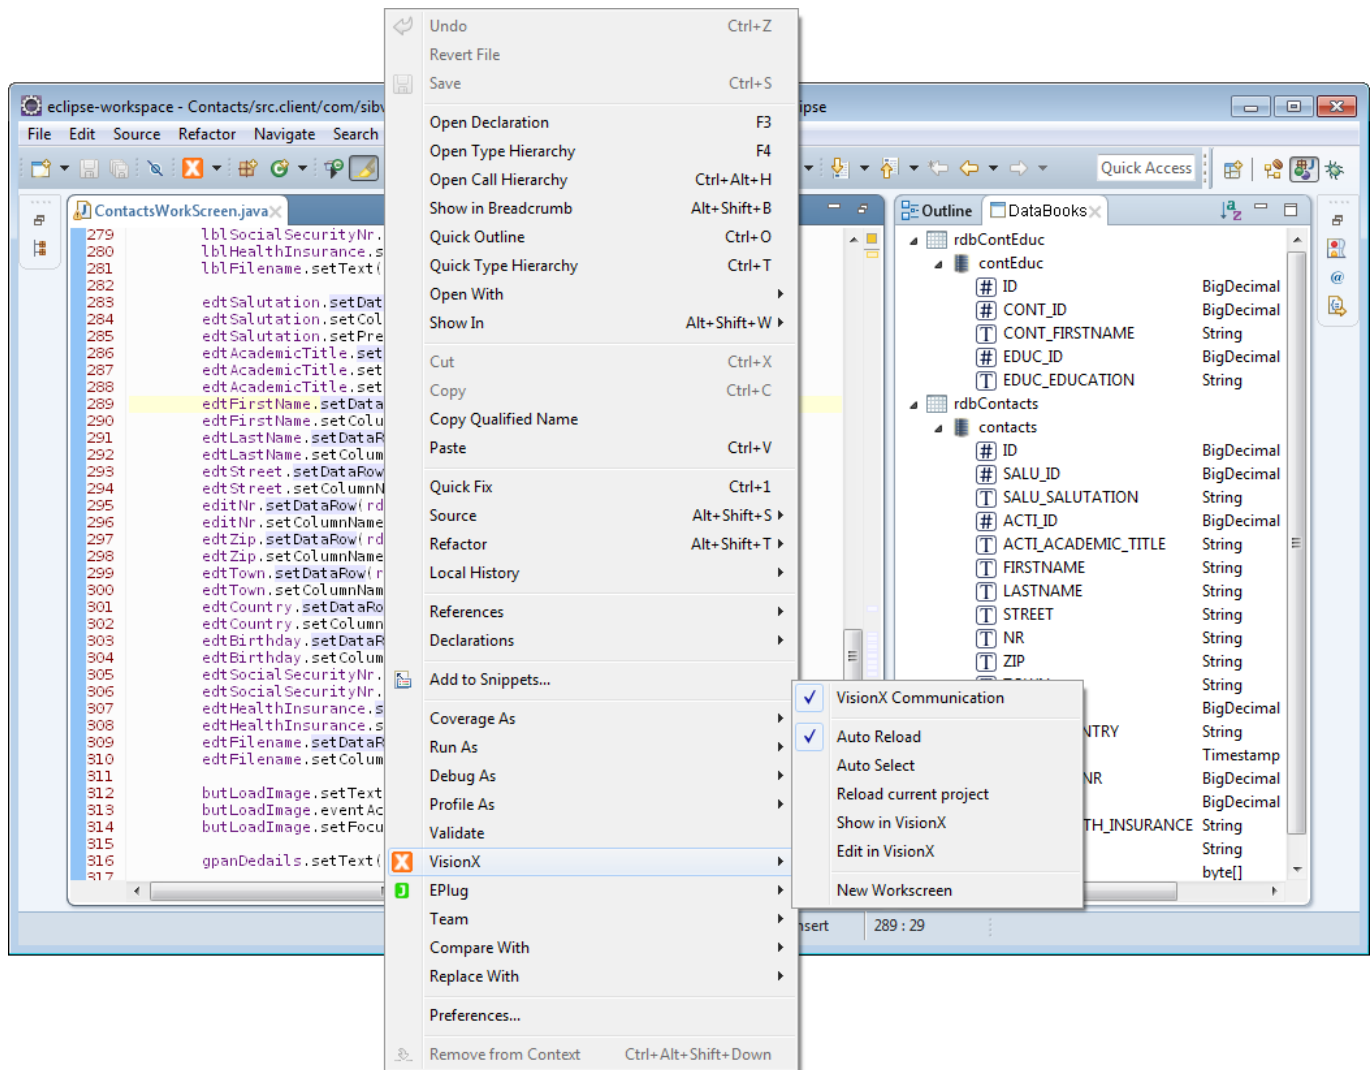 eclipse-workspace - Contacts/src.client/com/sib
ipse
File Edit Source Refactor Navigate Search
Quick Access
ContactsWorkScreen.java
279 lblSocialSecurityNr.
280 lblHealthInsurance.s
281 lblFilename.setText(
282
283 edtSalutation.setDat
284 edtSalutation.setCol
285 edtSalutation.setPre
286 edtAcademicTitle.set
287 edtAcademicTitle.set
288 edtAcademicTitle.set
289 edtFirstName.setData
290 edtFirstName.setColu
291 edtLastName.setDataR
292 edtLastName.setColum
293 edtStreet.setDataRow
294 edtStreet.setColumnN
295 editNr.setDataRow(rd
296 editNr.setColumnName
297 edtZip.setDataRow(rd
298 edtZip.setColumnName
299 edtTown.setDataRow(r
300 edtTown.setColumnNam
301 edtCountry.setDataRo
302 edtCountry.setColumn
303 edtBirthday.setDataR
304 edtBirthday.setColum
305 edtSocialSecurityNr.
306 edtSocialSecurityNr.
307 edtHealthInsurance.s
308 edtHealthInsurance.s
309 edtFilename.setDataR
310 edtFilename.setColum
311
312 butLoadImage.setText
313 butLoadImage.eventAc
314 butLoadImage.setFocu
315
316 gpanDedails.setText(
317
Undo Ctrl+Z
Revert File
Save Ctrl+S
Open Declaration F3
Open Type Hierarchy F4
Open Call Hierarchy Ctrl+Alt+H
Show in Breadcrumb Alt+Shift+B
Quick Outline Ctrl+O
Quick Type Hierarchy Ctrl+T
Open With
Show In Alt+Shift+W
Cut Ctrl+X
Copy Ctrl+C
Copy Qualified Name
Paste Ctrl+V
Quick Fix Ctrl+1
Source Alt+Shift+S
Refactor Alt+Shift+T
Local History
References
Declarations
Add to Snippets...
Coverage As
Run As
Debug As
Profile As
Validate
VisionX
EPlug
Team
Compare With
Replace With
Preferences...
Remove from Context Ctrl+Alt+Shift+Down
VisionX Communication
Auto Reload
Auto Select
Reload current project
Show in VisionX
Edit in VisionX
New Workscreen
Outline DataBooks
rdbContEduc
contEduc
ID BigDecimal
CONT_ID BigDecimal
CONT_FIRSTNAME String
EDUC_ID BigDecimal
EDUC_EDUCATION String
rdbContacts
contacts
ID BigDecimal
SALU_ID BigDecimal
SALU_SALUTATION String
ACTI_ID BigDecimal
ACTI_ACADEMIC_TITLE String
FIRSTNAME String
LASTNAME String
STREET String
NR String
ZIP String
String
BigDecimal
NTRY String
Timestamp
NR BigDecimal
BigDecimal
TH_INSURANCE String
String
byte[]
nsert 289 : 29